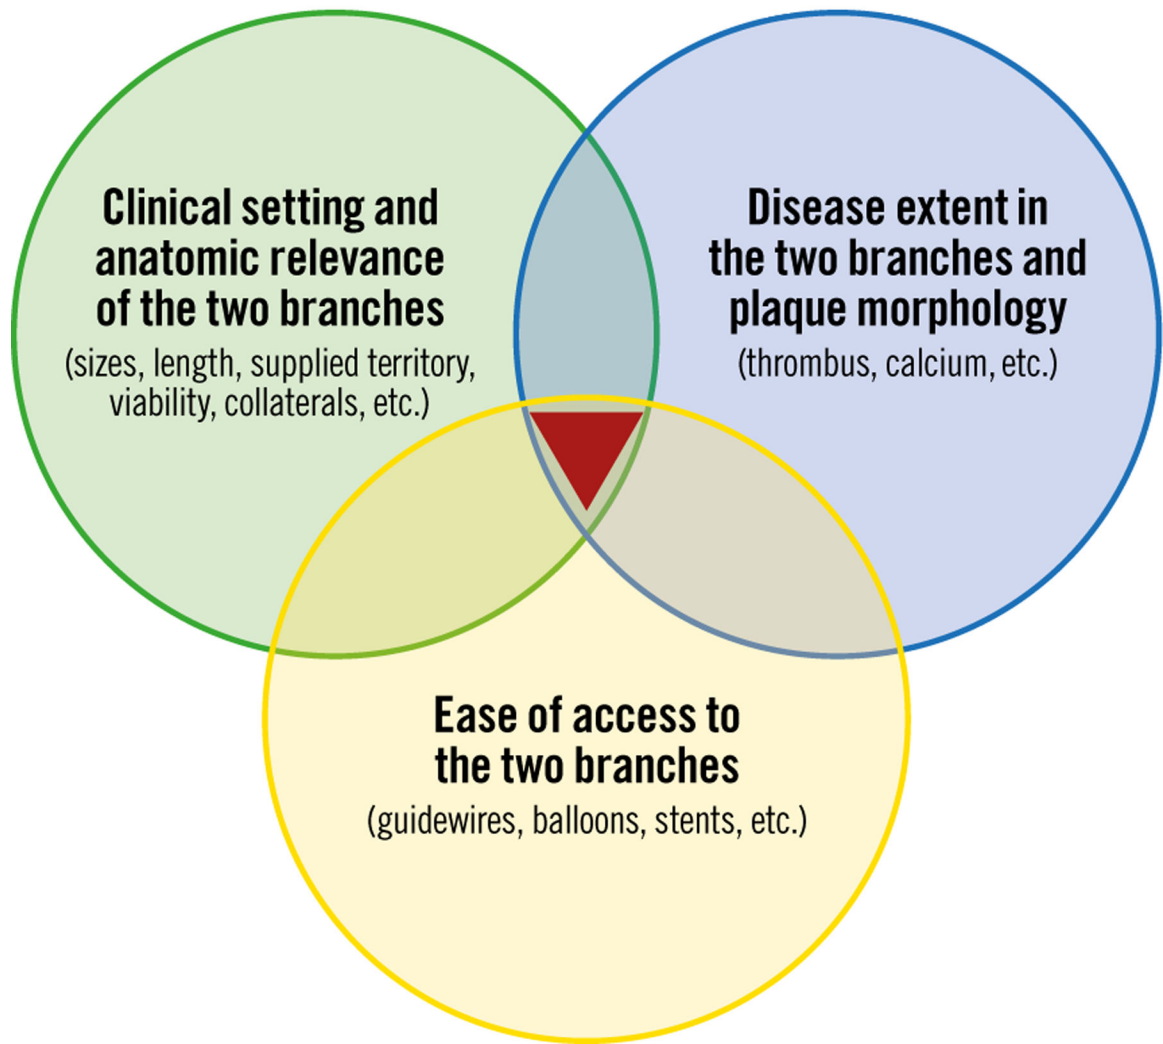 Clinical setting and
anatomic relevance
of the two branches
(sizes, length, supplied territory,
viability, collaterals, etc.)
Disease extent in
the two branches and
plaque morphology
(thrombus, calcium, etc.)
Ease of access to
the two branches
(guidewires, balloons, stents, etc.)